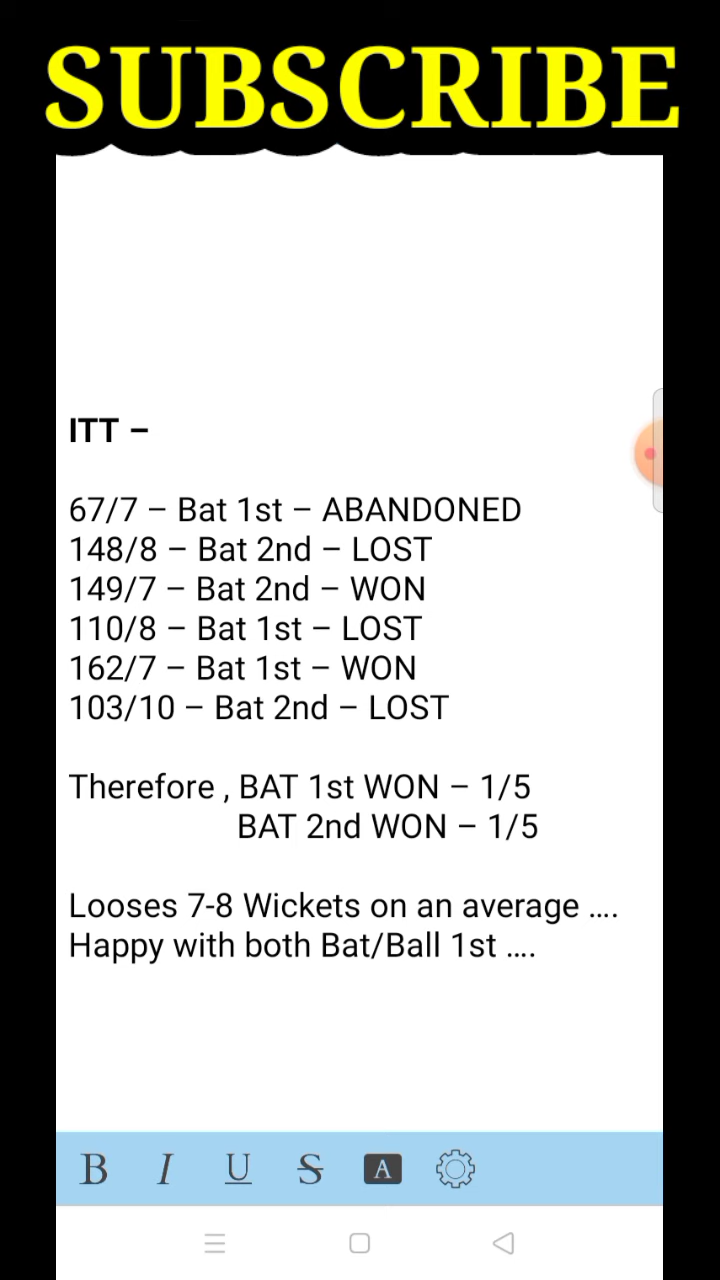 SUBSCRIBE
ITT –
67/7 – Bat 1st – ABANDONED
148/8 – Bat 2nd – LOST
149/7 – Bat 2nd – WON
110/8 – Bat 1st – LOST
162/7 – Bat 1st – WON
103/10 – Bat 2nd – LOST
Therefore , BAT 1st WON – 1/5
BAT 2nd WON – 1/5
Looses 7-8 Wickets on an average ....
Happy with both Bat/Ball 1st ....
B I U S A